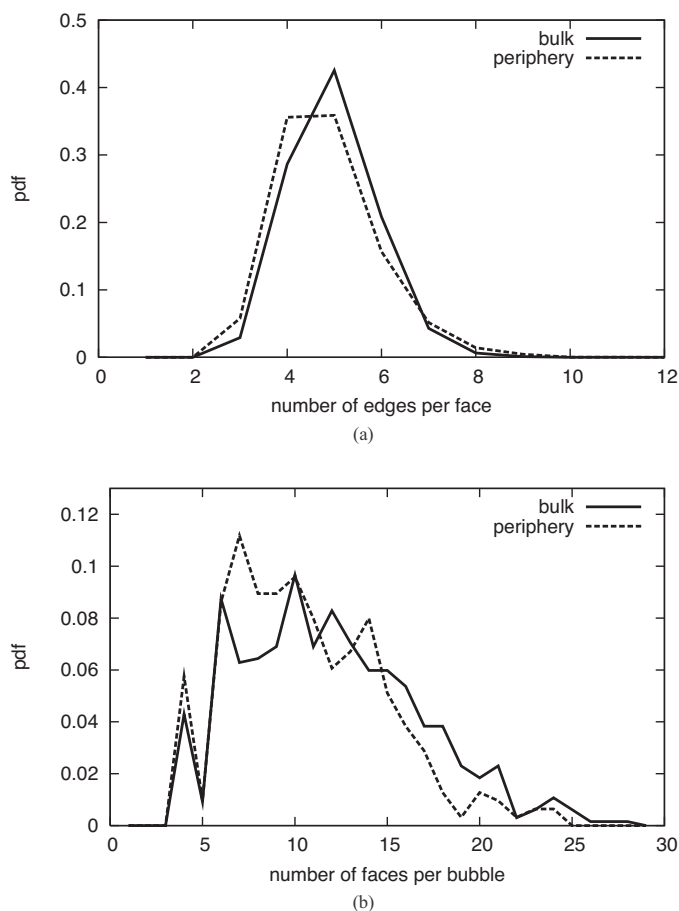 0.5
0.4
0.3
0.2
0.1
0
pdf
bulk
periphery
0 2 4 6 8 10 12
number of edges per face
(a)
0.12
0.1
0.08
0.06
0.04
0.02
0
pdf
bulk
periphery
0 5 10 15 20 25 30
number of faces per bubble
(b)